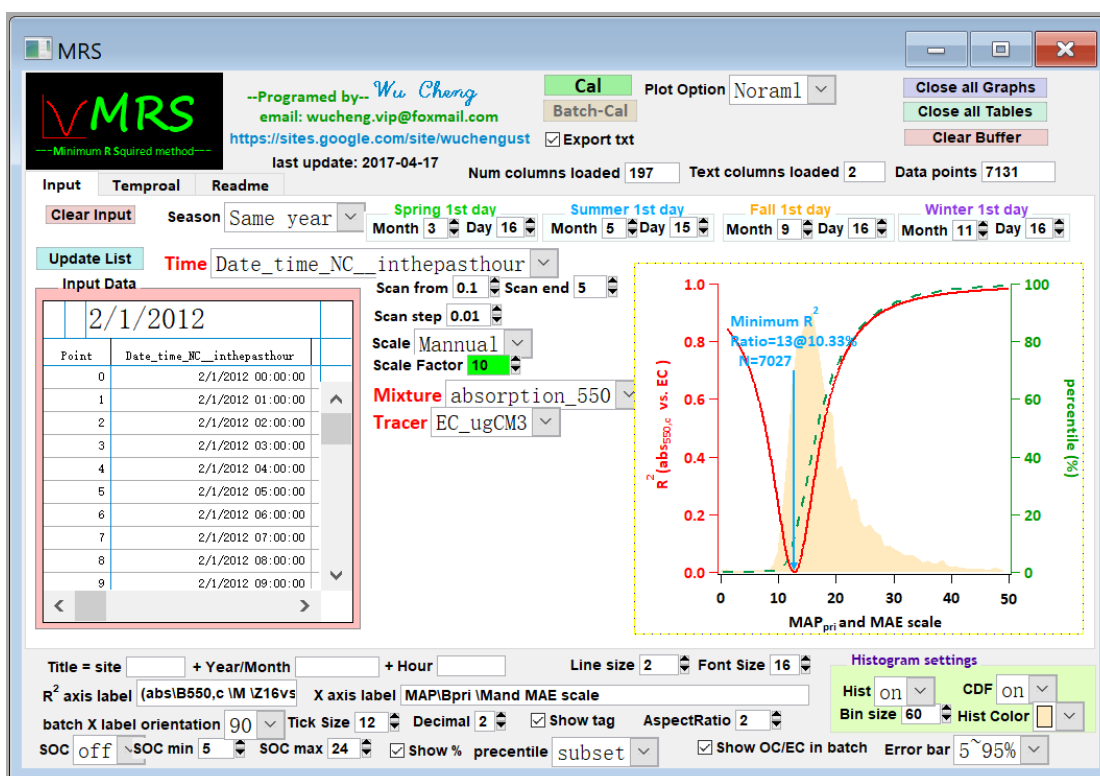 MRS
MRS
---Minimum R Squired method---
--Programed by-- Wu Cheng
email: wucheng.vip@foxmail.com
https://sites.google.com/site/wuchengust
last update: 2017-04-17
Cal
Batch-Cal
Export txt
Plot Option Noraml
Close all Graphs
Close all Tables
Clear Buffer
Num columns loaded 197 Text columns loaded 2 Data points 7131
Input Temproal Readme
Clear Input Season Same year
Spring 1st day
Month 3 Day 16
Summer 1st day
Month 5 Day 15
Fall 1st day
Month 9 Day 16
Winter 1st day
Month 11 Day 16
Update List Time Date_time_NC__inthepasthour
Input Data
2/1/2012
Point Date_time_NC__inthepasthour
0 2/1/2012 00:00:00
1 2/1/2012 01:00:00
2 2/1/2012 02:00:00
3 2/1/2012 03:00:00
4 2/1/2012 04:00:00
5 2/1/2012 05:00:00
6 2/1/2012 06:00:00
7 2/1/2012 07:00:00
8 2/1/2012 08:00:00
9 2/1/2012 09:00:00
Scan from 0.1 Scan end 5
Scan step 0.01
Scale Mannual
Scale Factor 10
Mixture absorption_550
Tracer EC_ugCM3
Minimum R²
Ratio=13@10.33%
N=7027
R² (abs550,c vs. EC)
1.0
0.8
0.6
0.4
0.2
0.0
100
80
60
40
20
0
percentile (%)
0 10 20 30 40 50
MAPpri and MAE scale
Title = site + Year/Month + Hour Line size 2 Font Size 16
R² axis label (abs\B550,c \M \Z16vs X axis label MAP\Bpri \Mand MAE scale
batch X label orientation 90 Tick Size 12 Decimal 2 Show tag AspectRatio 2
SOC off SOC min 5 SOC max 24 Show % precentile subset Show OC/EC in batch Error bar 5~95%
Histogram settings
Hist on CDF on
Bin size 60 Hist Color